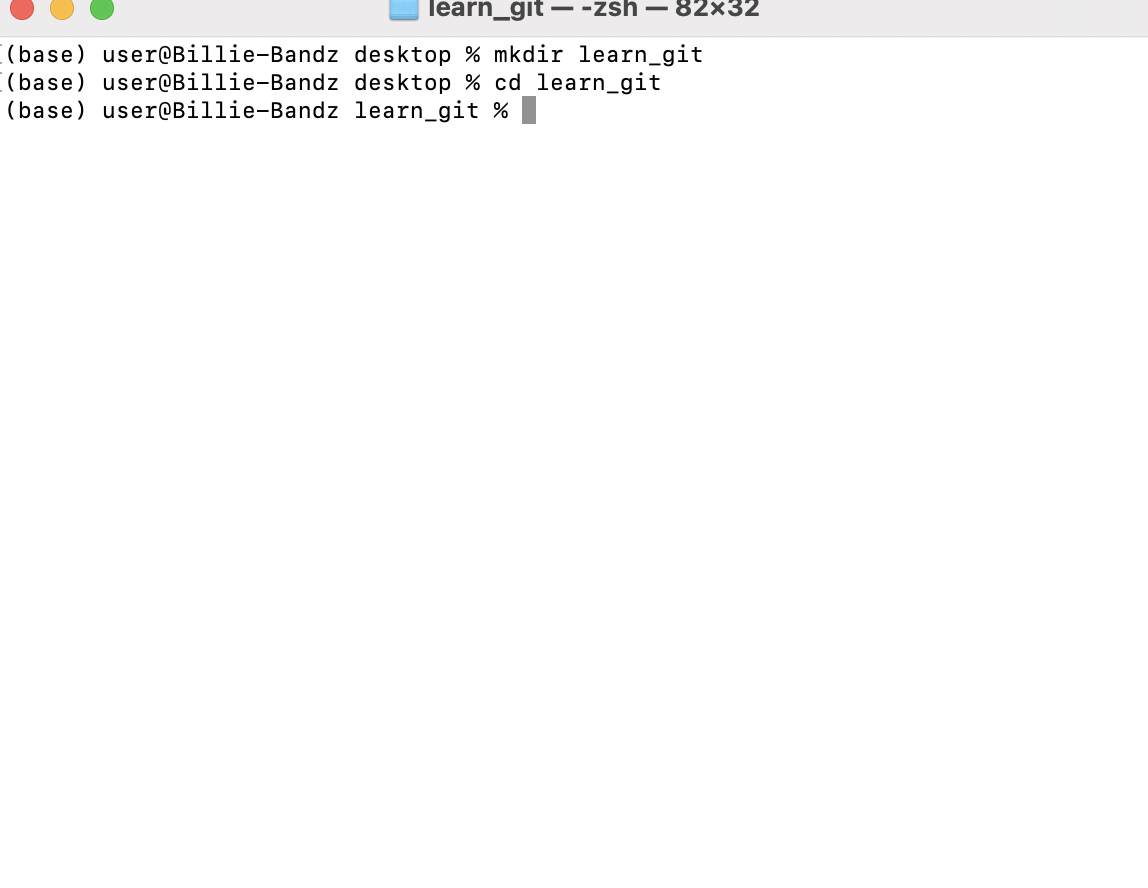 learn_git — -zsh — 82×32
(base) user@Billie-Bandz desktop % mkdir learn_git
(base) user@Billie-Bandz desktop % cd learn_git
(base) user@Billie-Bandz learn_git %